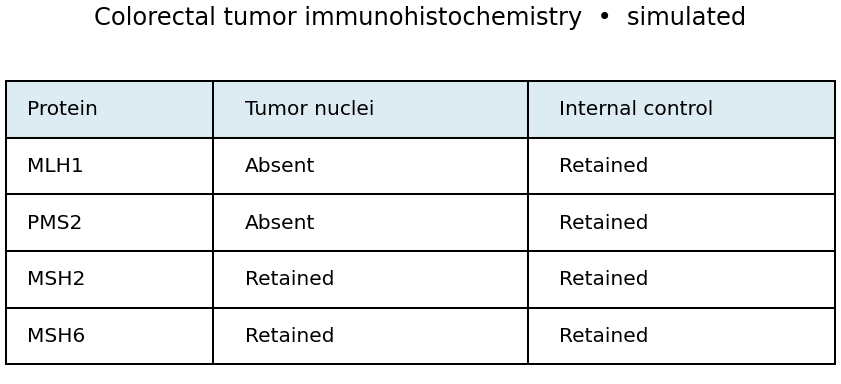 Colorectal tumor immunohistochemistry • simulated
Protein Tumor nuclei Internal control
MLH1 Absent Retained
PMS2 Absent Retained
MSH2 Retained Retained
MSH6 Retained Retained